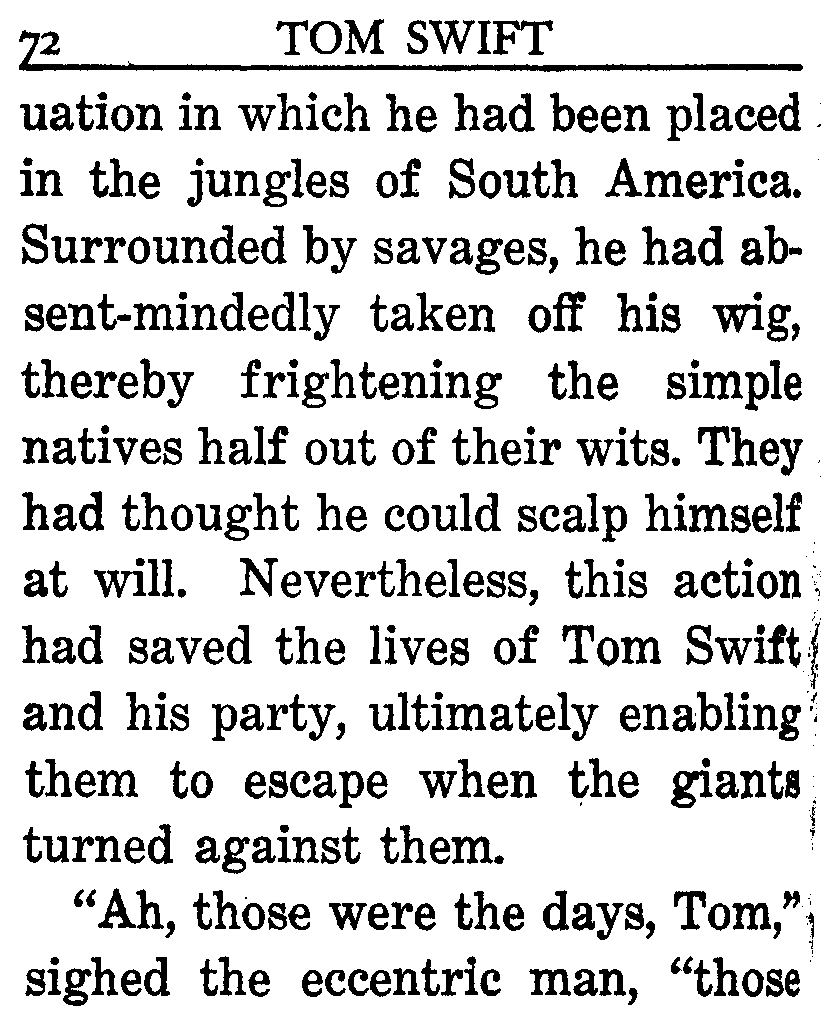 72 TOM SWIFT
uation in which he had been placed
in the jungles of South America.
Surrounded by savages, he had ab-
sent-mindedly taken off his wig,
thereby frightening the simple
natives half out of their wits. They
had thought he could scalp himself
at will. Nevertheless, this action
had saved the lives of Tom Swift
and his party, ultimately enabling
them to escape when the giants
turned against them.
“Ah, those were the days, Tom,”
sighed the eccentric man, “those